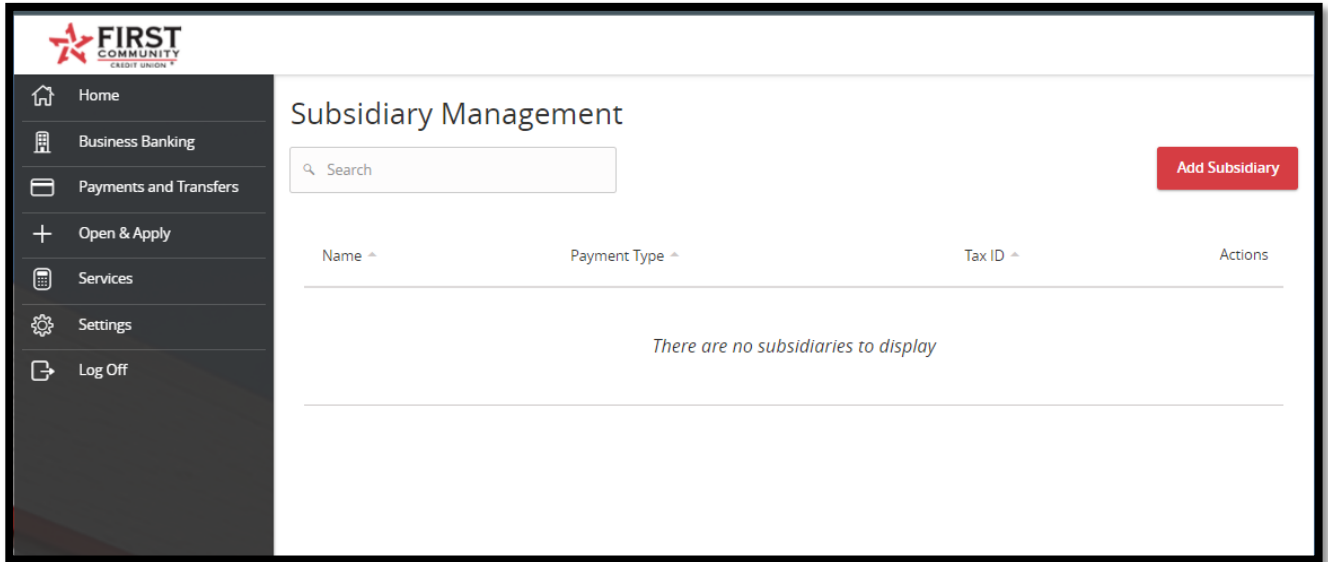 FIRST
COMMUNITY
CREDIT UNION ®
Home
Business Banking
Payments and Transfers
Open & Apply
Services
Settings
Log Off
Subsidiary Management
Search
Add Subsidiary
Name Payment Type Tax ID Actions
There are no subsidiaries to display